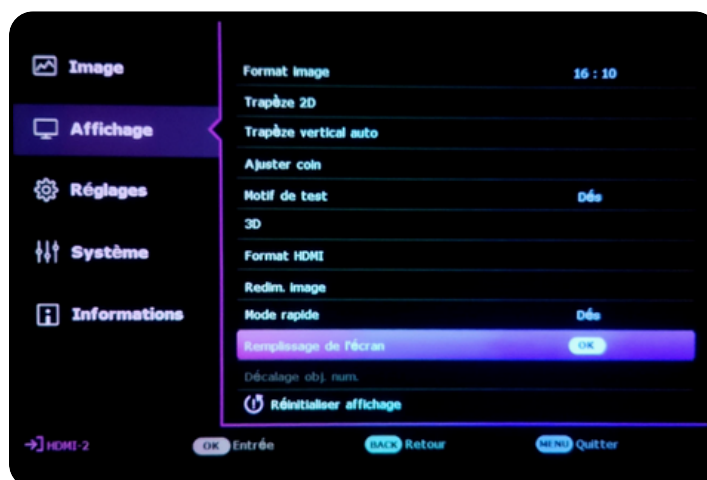 Image
Affichage
Réglages
Système
Informations
Format image 16 : 10
Trapèze 2D
Trapèze vertical auto
Ajuster coin
Motif de test Dés
3D
Format HDMI
Redim. image
Mode rapide Dés
Remplissage de l'écran OK
Décalage obj. num.
Réinitialiser affichage
HDMI-2 OK Entrée BACK Retour MENU Quitter